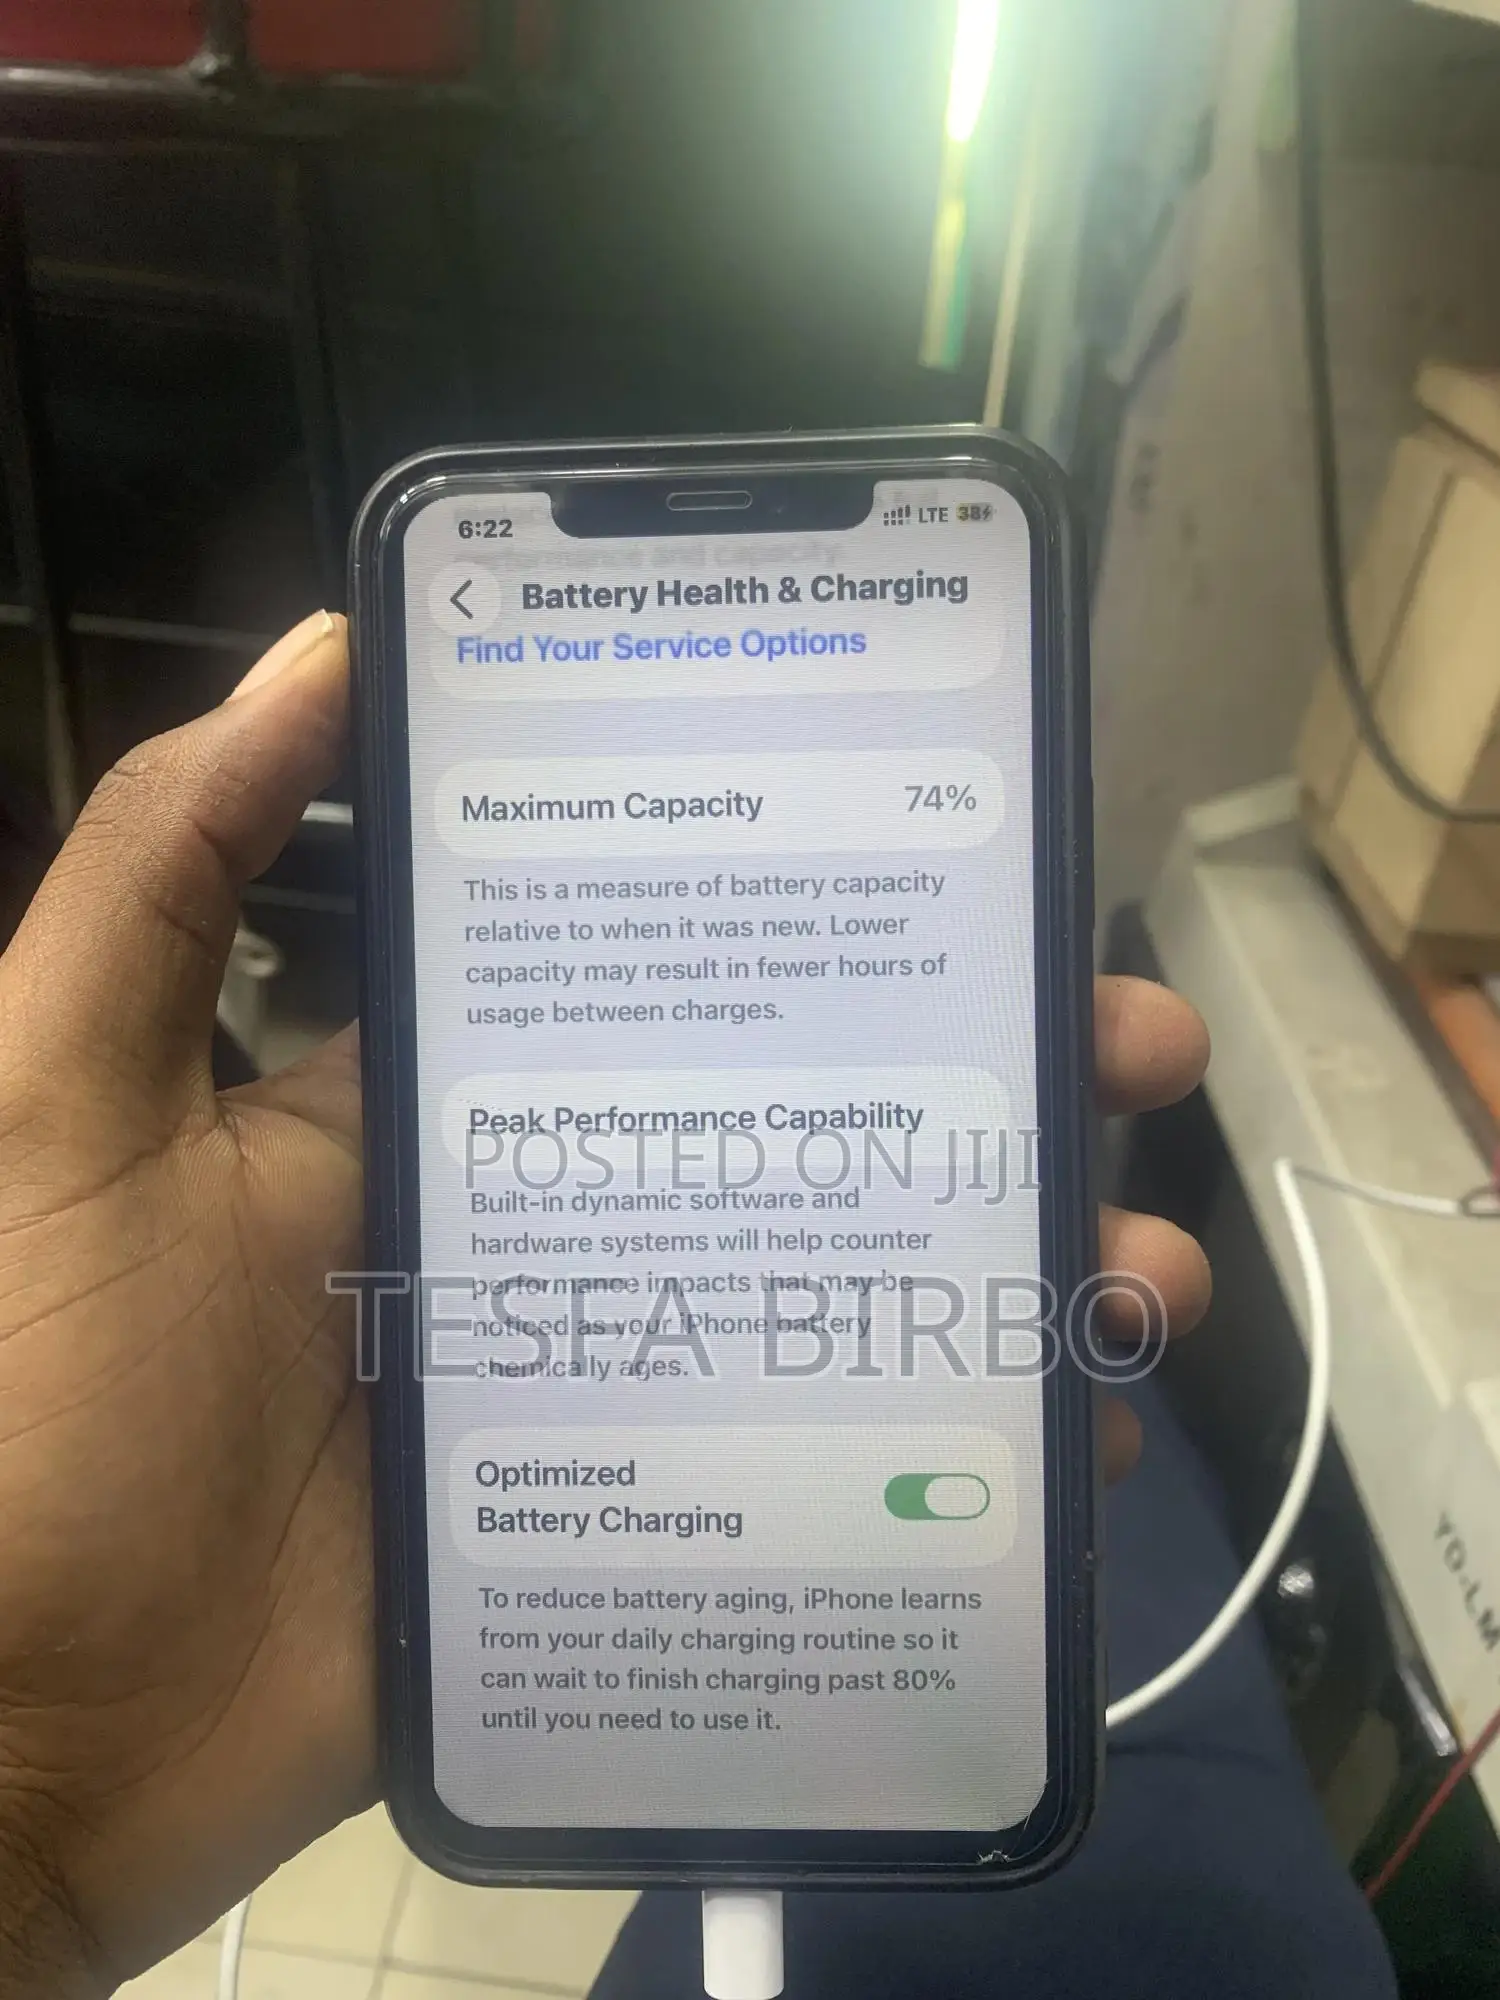 6:22
LTE 38
Battery Health & Charging
Find Your Service Options
Maximum Capacity 74%
This is a measure of battery capacity
relative to when it was new. Lower
capacity may result in fewer hours of
usage between charges.
Peak Performance Capability
POSTED ON JIJI
Built-in dynamic software and
hardware systems will help counter
performance impacts that may be
noticed as your iPhone battery
chemically ages.
TESFA BIRBO
Optimized
Battery Charging
To reduce battery aging, iPhone learns
from your daily charging routine so it
can wait to finish charging past 80%
until you need to use it.